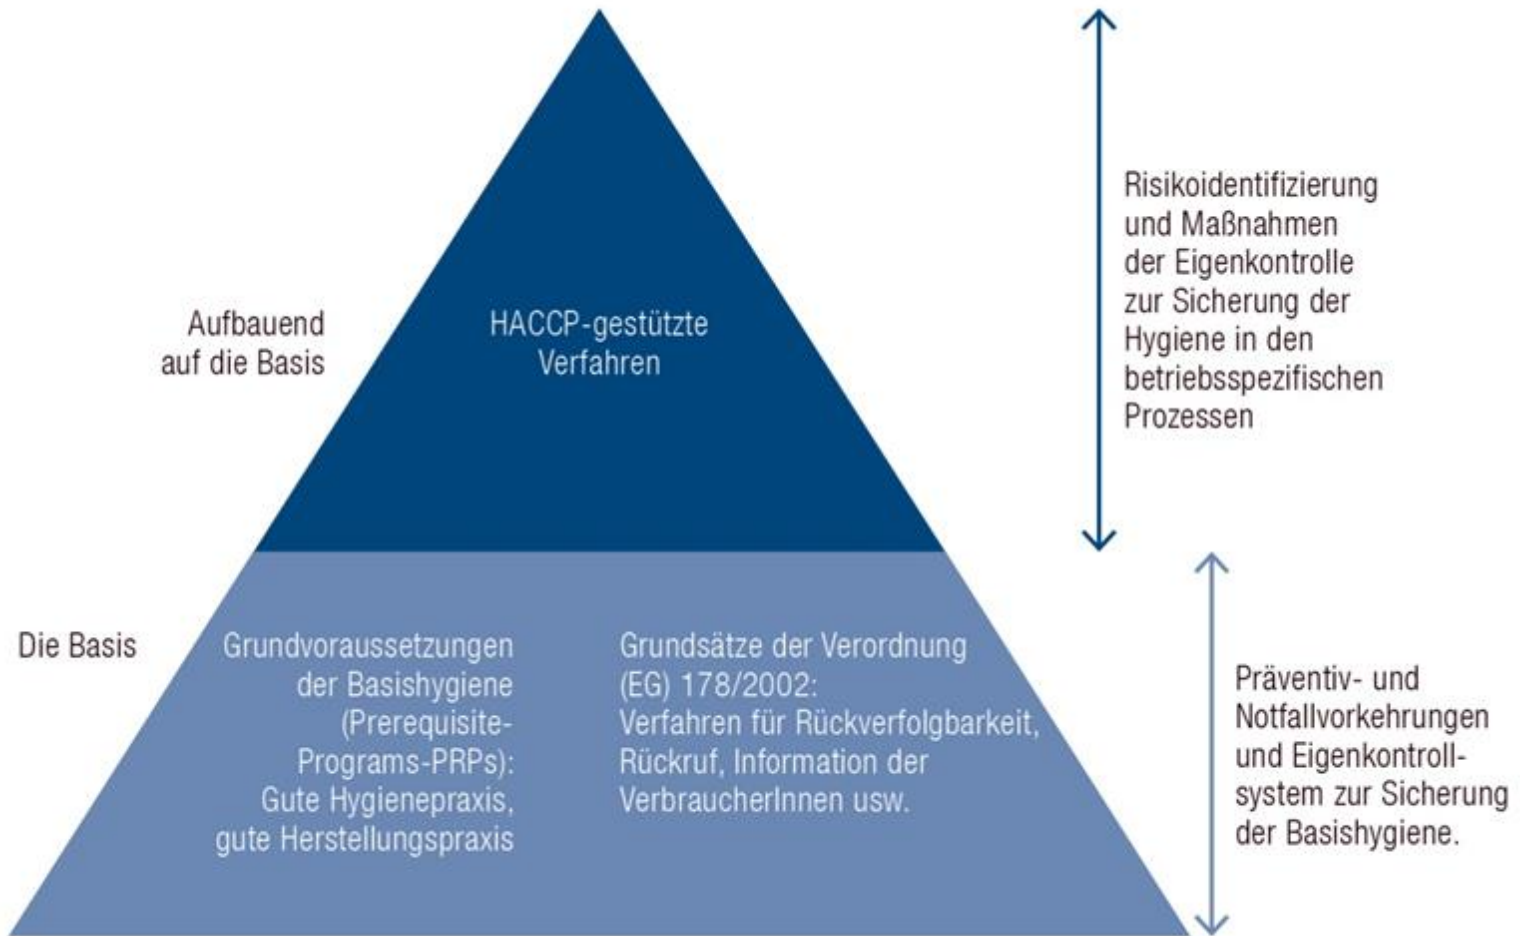 Aufbauend
auf die Basis
HACCP-gestützte
Verfahren
Risikoidentifizierung
und Maßnahmen
der Eigenkontrolle
zur Sicherung der
Hygiene in den
betriebsspezifischen
Prozessen
Die Basis
Grundvoraussetzungen
der Basishygiene
(Prerequisite-
Programs-PRPs):
Gute Hygienepraxis,
gute Herstellungspraxis
Grundsätze der Verordnung
(EG) 178/2002:
Verfahren für Rückverfolgbarkeit,
Rückruf, Information der
VerbraucherInnen usw.
Präventiv- und
Notfallvorkehrungen
und Eigenkontroll-
system zur Sicherung
der Basishygiene.